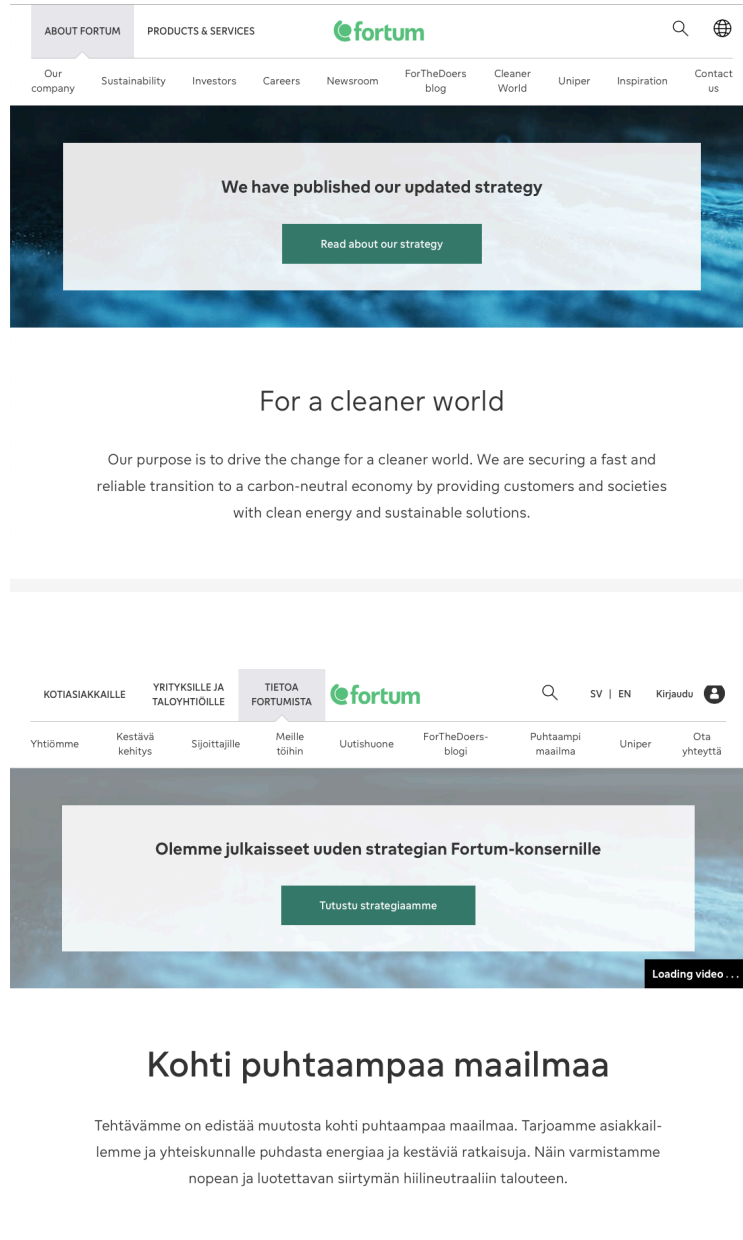 ABOUT FORTUM PRODUCTS & SERVICES fortum
Our company Sustainability Investors Careers Newsroom ForTheDoers blog Cleaner World Uniper Inspiration Contact us
We have published our updated strategy
Read about our strategy
For a cleaner world
Our purpose is to drive the change for a cleaner world. We are securing a fast and
reliable transition to a carbon-neutral economy by providing customers and societies
with clean energy and sustainable solutions.
KOTIASIAKKAILLE YRITYKSILLE JA TALOYHTIÖILLE TIETOA FORTUMISTA fortum SV | EN Kirjaudu
Yhtiömme Kestävä kehitys Sijoittajille Meille töihin Uutishuone ForTheDoers-blogi Puhtaampi maailma Uniper Ota yhteyttä
Olemme julkaisseet uuden strategian Fortum-konsernille
Tutustu strategiaamme
Loading video . . .
Kohti puhtaampaa maailmaa
Tehtävämme on edistää muutosta kohti puhtaampaa maailmaa. Tarjoamme asiakkail-
lemme ja yhteiskunnalle puhdasta energiaa ja kestäviä ratkaisuja. Näin varmistamme
nopean ja luotettavan siirtymän hiilineutraaliin talouteen.